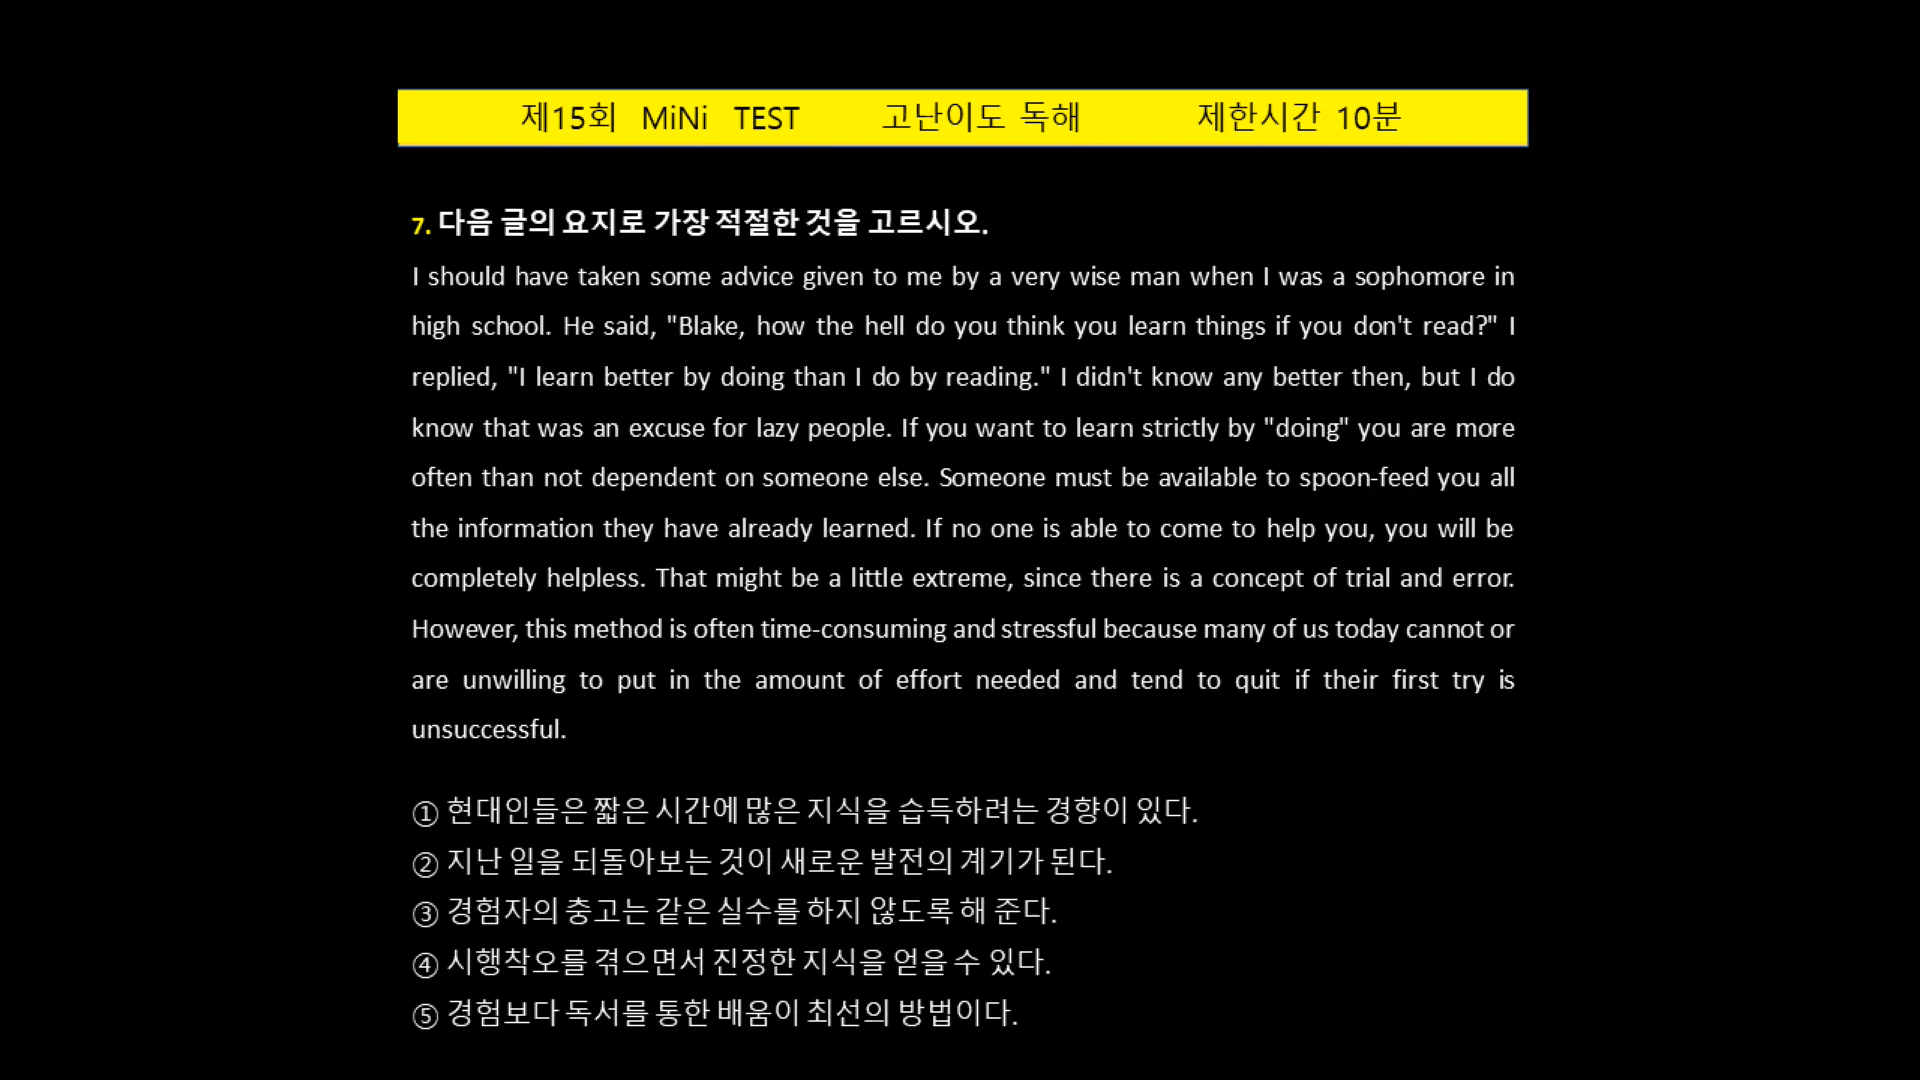 제15회 MiNi TEST 고난이도 독해 제한시간 10분
7. 다음 글의 요지로 가장 적절한 것을 고르시오.
I should have taken some advice given to me by a very wise man when I was a sophomore in
high school. He said, "Blake, how the hell do you think you learn things if you don't read?" I
replied, "I learn better by doing than I do by reading." I didn't know any better then, but I do
know that was an excuse for lazy people. If you want to learn strictly by "doing" you are more
often than not dependent on someone else. Someone must be available to spoon-feed you all
the information they have already learned. If no one is able to come to help you, you will be
completely helpless. That might be a little extreme, since there is a concept of trial and error.
However, this method is often time-consuming and stressful because many of us today cannot or
are unwilling to put in the amount of effort needed and tend to quit if their first try is
unsuccessful.
① 현대인들은 짧은 시간에 많은 지식을 습득하려는 경향이 있다.
② 지난 일을 되돌아보는 것이 새로운 발전의 계기가 된다.
③ 경험자의 충고는 같은 실수를 하지 않도록 해 준다.
④ 시행착오를 겪으면서 진정한 지식을 얻을 수 있다.
⑤ 경험보다 독서를 통한 배움이 최선의 방법이다.